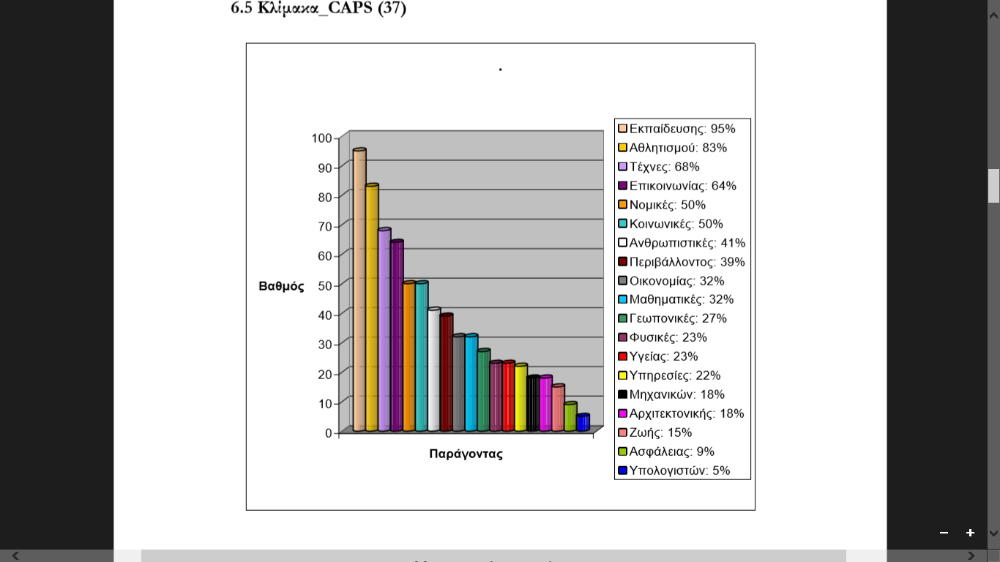 6.5 Κλίμακα_CAPS (37)
.
100
90
80
70
60
50
40
30
20
10
0
Βαθμός
Παράγοντας
Εκπαίδευσης: 95%
Αθλητισμού: 83%
Τέχνες: 68%
Επικοινωνίας: 64%
Νομικές: 50%
Κοινωνικές: 50%
Ανθρωπιστικές: 41%
Περιβάλλοντος: 39%
Οικονομίας: 32%
Μαθηματικές: 32%
Γεωπονικές: 27%
Φυσικές: 23%
Υγείας: 23%
Υπηρεσίες: 22%
Μηχανικών: 18%
Αρχιτεκτονικής: 18%
Ζωής: 15%
Ασφάλειας: 9%
Υπολογιστών: 5%